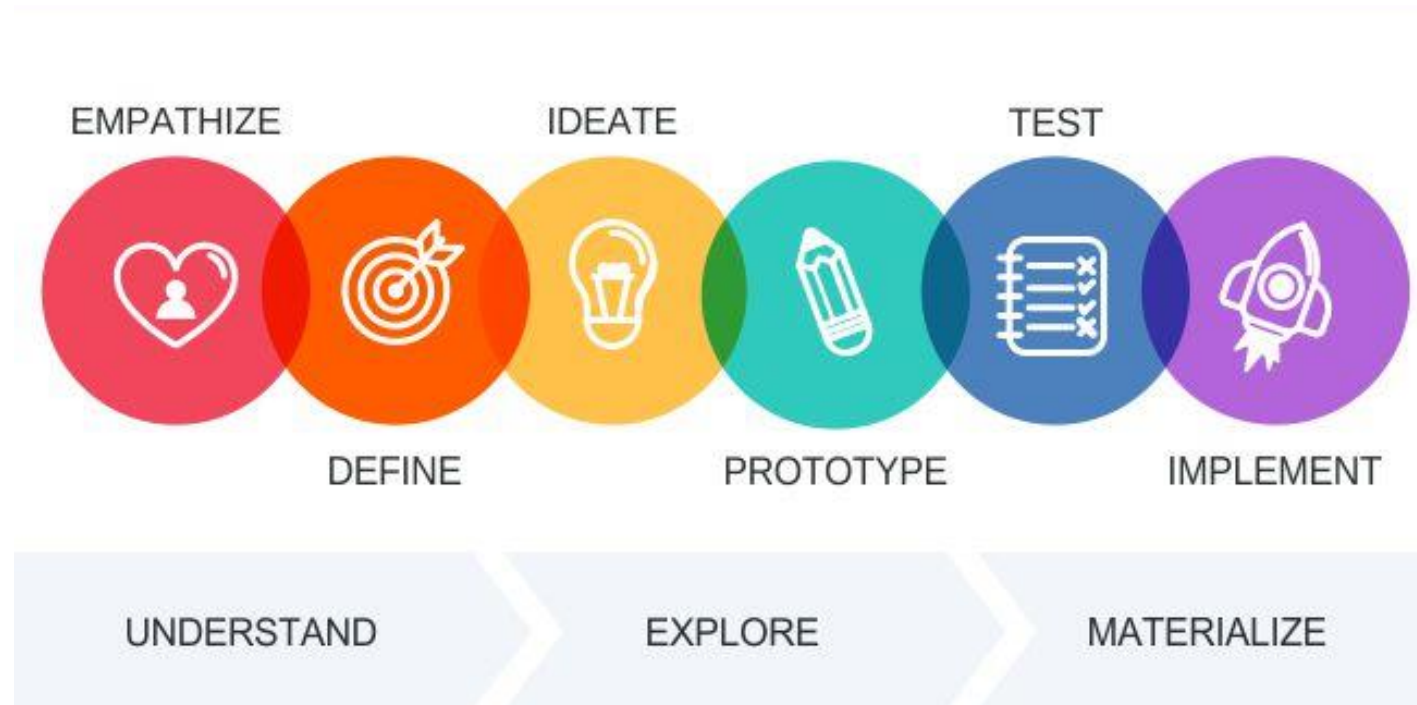 EMPATHIZE
IDEATE
TEST
DEFINE
PROTOTYPE
IMPLEMENT
UNDERSTAND
EXPLORE
MATERIALIZE